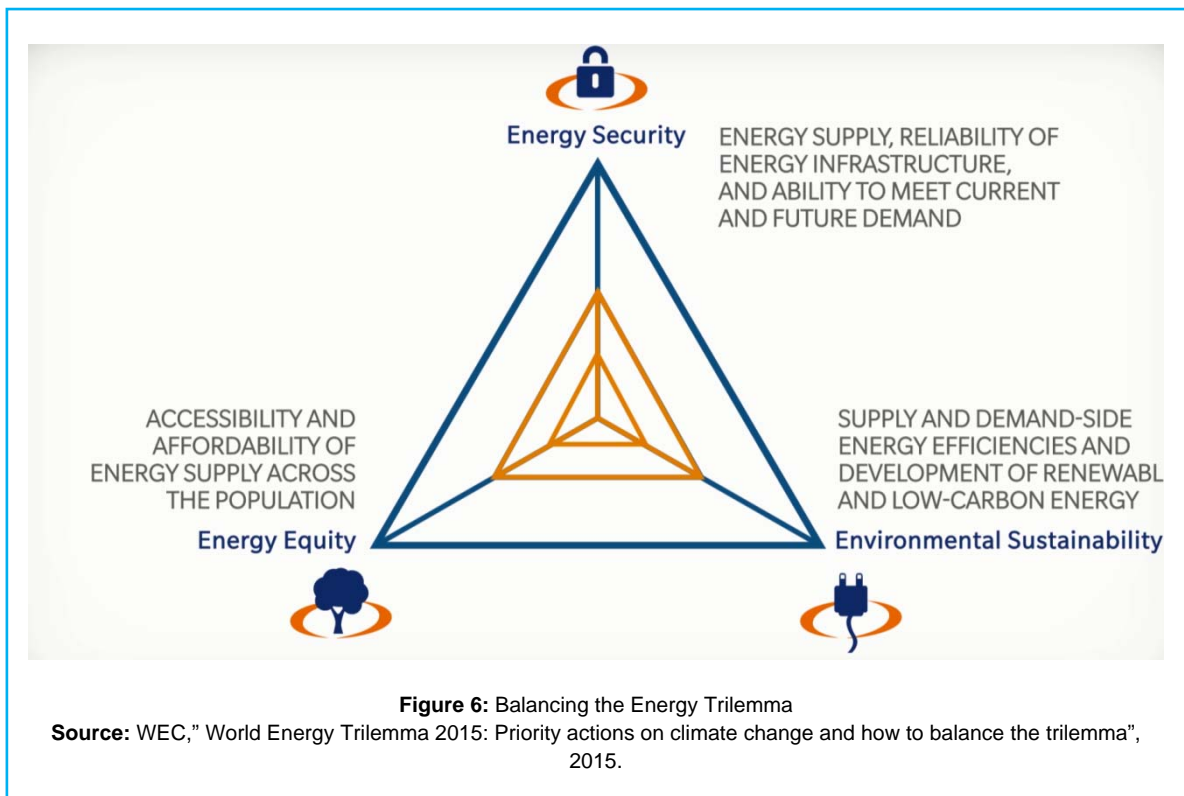 Energy Security
ENERGY SUPPLY, RELIABILITY OF
ENERGY INFRASTRUCTURE,
AND ABILITY TO MEET CURRENT
AND FUTURE DEMAND
ACCESSIBILITY AND
AFFORDABILITY OF
ENERGY SUPPLY ACROSS
THE POPULATION
Energy Equity
SUPPLY AND DEMAND-SIDE
ENERGY EFFICIENCIES AND
DEVELOPMENT OF RENEWABL
AND LOW-CARBON ENERGY
Environmental Sustainability
Figure 6: Balancing the Energy Trilemma
Source: WEC,” World Energy Trilemma 2015: Priority actions on climate change and how to balance the trilemma”,
2015.